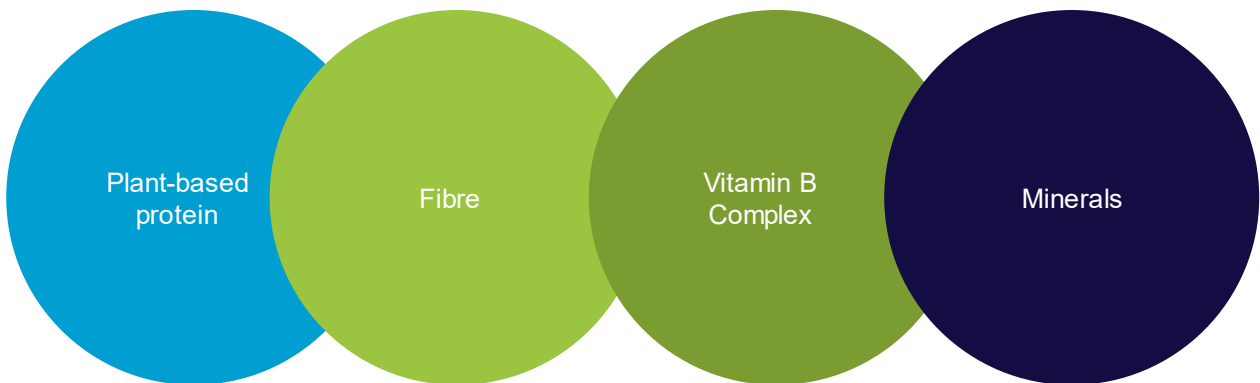 Plant-based
protein
Fibre
Vitamin B
Complex
Minerals